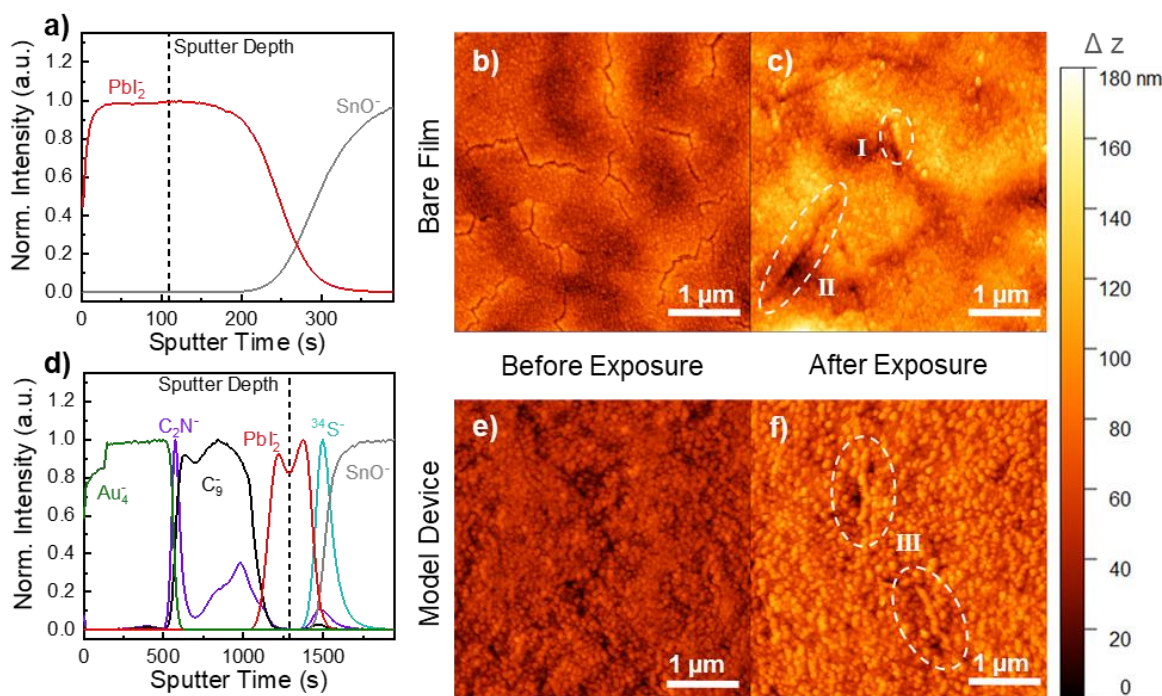 a)
Norm. Intensity (a.u.)
1.2
1.0
0.8
0.6
0.4
0.2
0.0
Sputter Depth
PbI₂⁻
SnO⁻
0 100 200 300
Sputter Time (s)
b)
1 µm
c)
I
II
1 µm
Bare Film
Before Exposure
After Exposure
d)
Norm. Intensity (a.u.)
1.2
1.0
0.8
0.6
0.4
0.2
0.0
Sputter Depth
C₂N⁻
PbI₂⁻
³⁴S⁻
SnO⁻
Au₄⁻
C₉⁻
0 500 1000 1500
Sputter Time (s)
Model Device
e)
1 µm
f)
III
1 µm
Δ z
180 nm
160
140
120
100
80
60
40
20
0